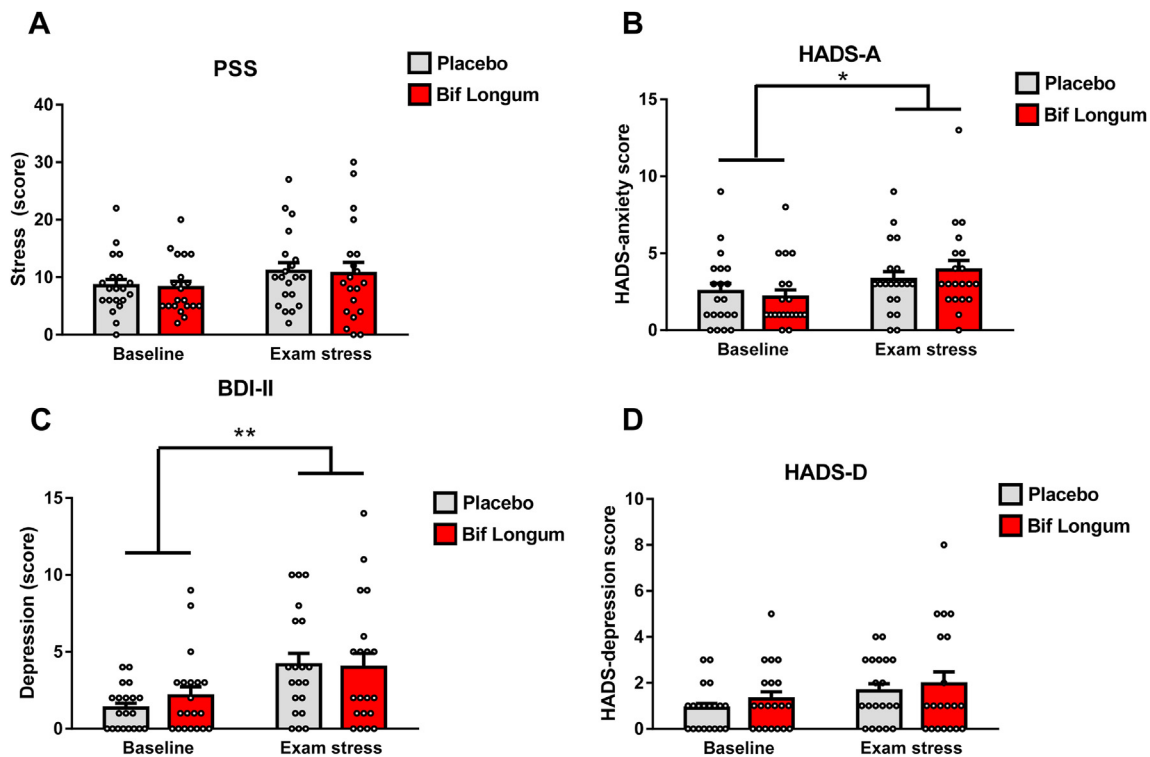 A
PSS
Placebo
Bif Longum
Stress (score)
40
30
20
10
0
Baseline
Exam stress
B
HADS-A
*
Placebo
Bif Longum
HADS-anxiety score
15
10
5
0
Baseline
Exam stress
C
BDI-II
**
Placebo
Bif Longum
Depression (score)
15
10
5
0
Baseline
Exam stress
D
HADS-D
Placebo
Bif Longum
HADS-depression score
10
8
6
4
2
0
Baseline
Exam stress